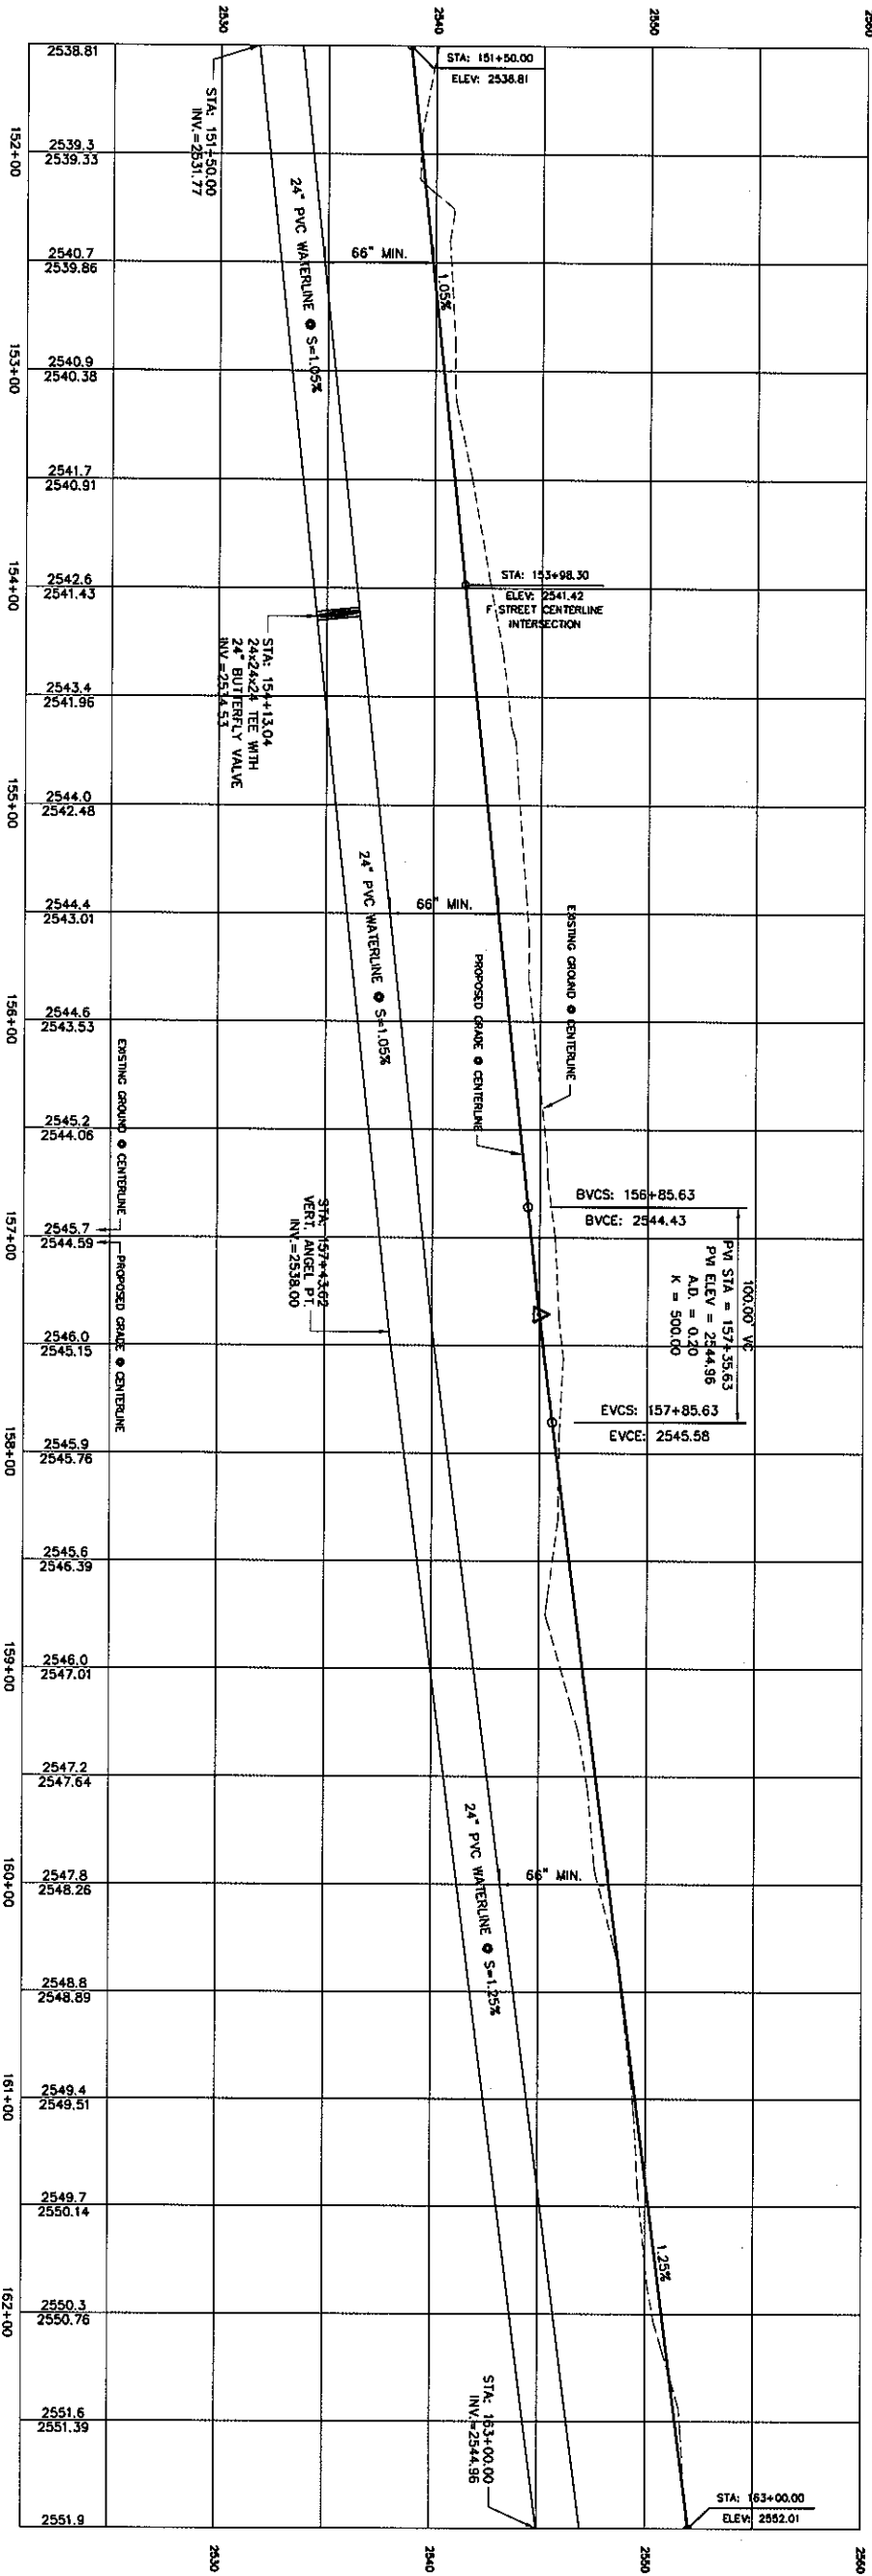 2530
2540
2550
2560
2538.81
STA: 151+50.00
ELEV: 2538.81
STA: 151+50.00
INV.=2531.77
2539.3
2539.33
152+00
24" PVC WATERLINE @ S=1.05%
66" MIN.
1.05%
2540.7
2539.86
2540.9
2540.38
153+00
2541.7
2540.91
2542.6
2541.43
154+00
STA: 153+98.30
ELEV: 2541.42
F STREET CENTERLINE
INTERSECTION
STA: 154+13.04
24x24x24 TEE WITH
24" BUTTERFLY VALVE
INV.=2534.53
2543.4
2541.96
2544.0
2542.48
155+00
24" PVC WATERLINE @ S=1.05%
66" MIN.
2544.4
2543.01
EXISTING GROUND @ CENTERLINE
PROPOSED GRADE @ CENTERLINE
2544.6
2543.53
156+00
2545.2
2544.06
EXISTING GROUND @ CENTERLINE
PROPOSED GRADE @ CENTERLINE
BVCS: 156+85.63
BVCE: 2544.43
2545.7
2544.59
157+00
100.00' VC
PVI STA = 157+35.63
PVI ELEV = 2544.96
A.D. = 0.20
K = 500.00
STA: 157+43.62
VERT. ANGEL PT.
INV.=2538.00
2546.0
2545.15
EVCS: 157+85.63
EVCE: 2545.58
2545.9
2545.76
158+00
2545.6
2546.39
2546.0
2547.01
159+00
2547.2
2547.64
24" PVC WATERLINE @ S=1.25%
66" MIN.
2547.8
2548.26
160+00
2548.8
2548.89
2549.4
2549.51
161+00
2549.7
2550.14
1.25%
2550.3
2550.76
162+00
2551.6
2551.39
STA: 163+00.00
INV.=2544.96
STA: 163+00.00
ELEV: 2552.01
2551.9
2530
2540
2550
2560